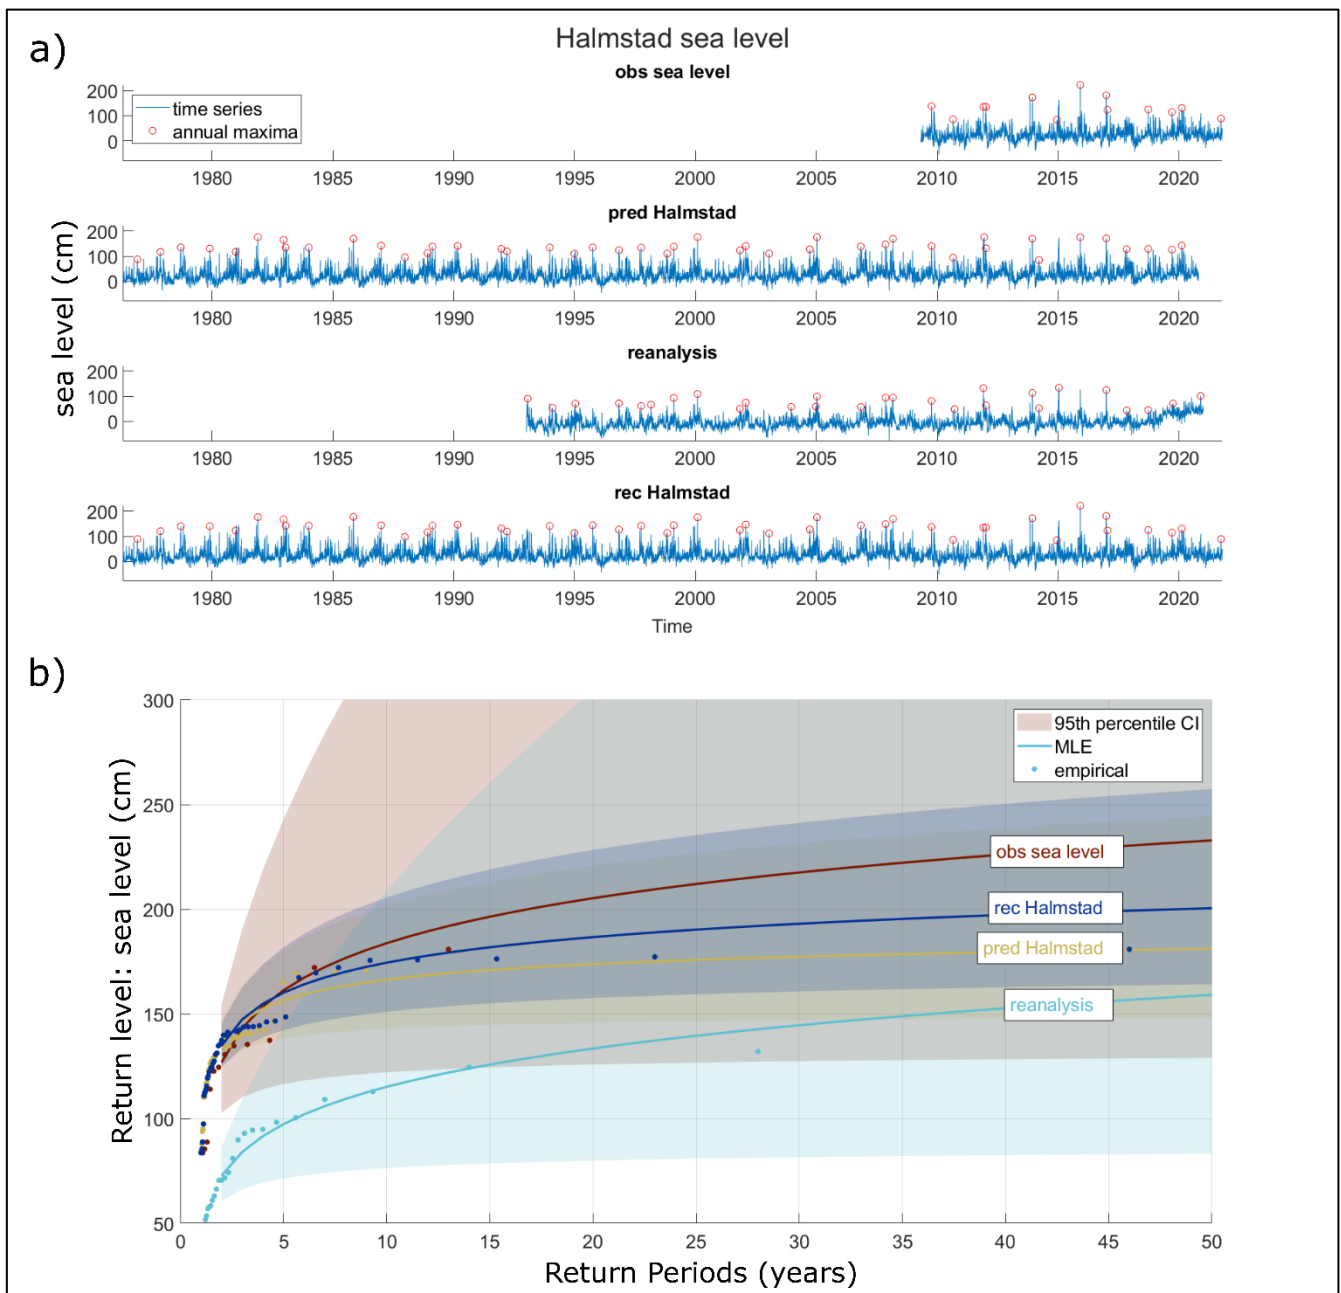 a)
Halmstad sea level
obs sea level
200
100
0
time series
annual maxima
1980 1985 1990 1995 2000 2005 2010 2015 2020
pred Halmstad
200
100
0
1980 1985 1990 1995 2000 2005 2010 2015 2020
sea level (cm)
reanalysis
200
100
0
1980 1985 1990 1995 2000 2005 2010 2015 2020
rec Halmstad
200
100
0
1980 1985 1990 1995 2000 2005 2010 2015 2020
Time
b)
Return level: sea level (cm)
300
250
200
150
100
50
95th percentile CI
MLE
empirical
obs sea level
rec Halmstad
pred Halmstad
reanalysis
0 5 10 15 20 25 30 35 40 45 50
Return Periods (years)